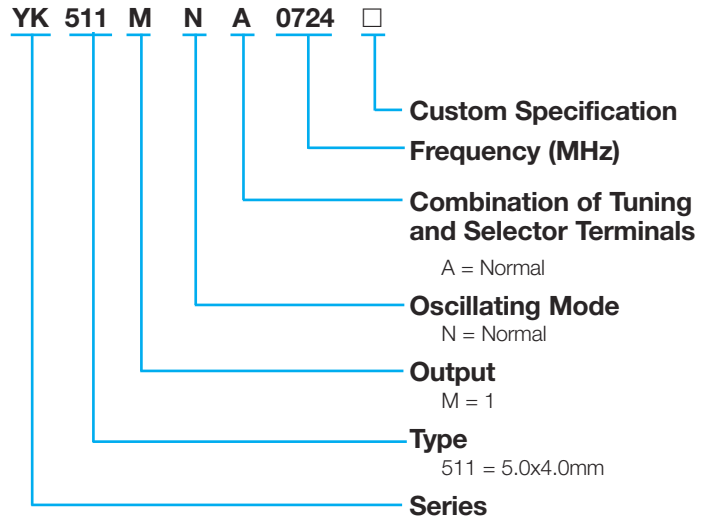 YK 511 M N A 0724 □
Custom Specification
Frequency (MHz)
Combination of Tuning
and Selector Terminals
A = Normal
Oscillating Mode
N = Normal
Output
M = 1
Type
511 = 5.0x4.0mm
Series